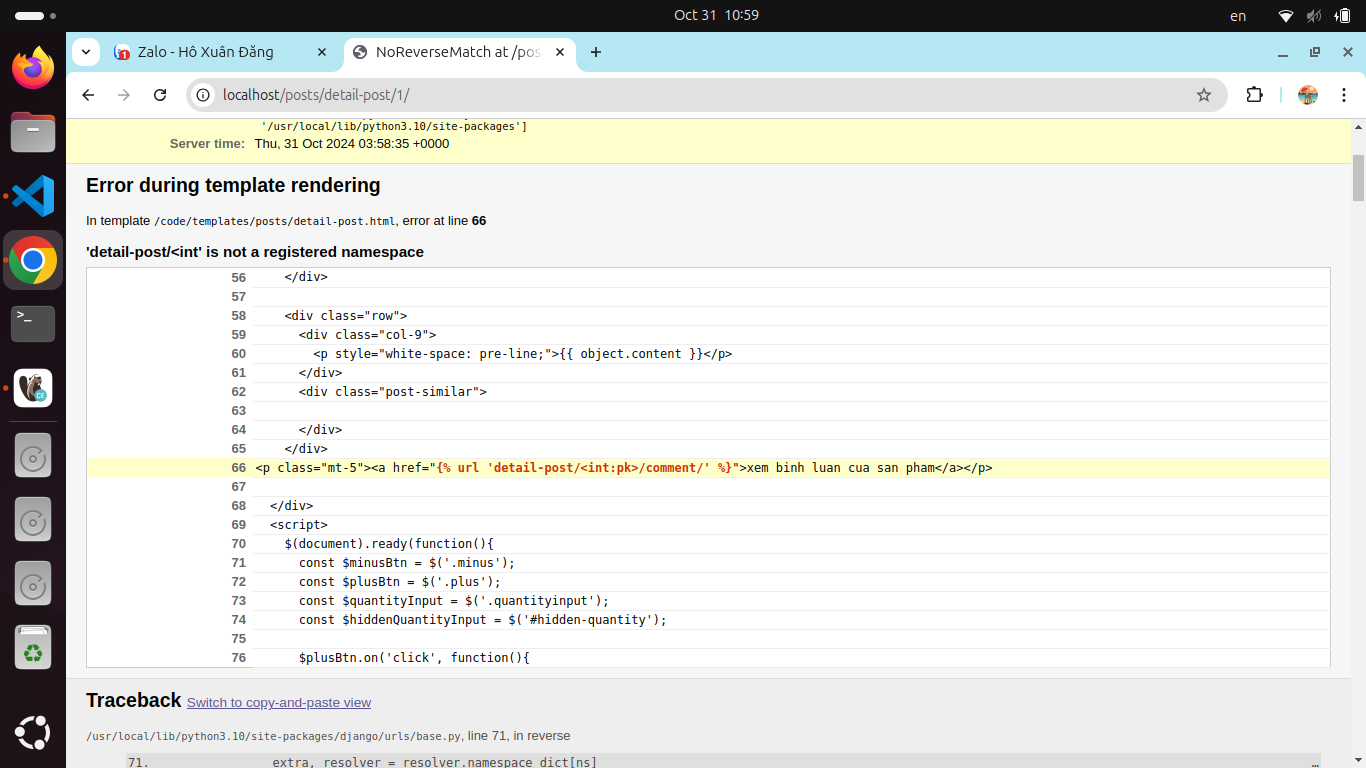 Oct 31 10:59
en
Zalo - Hồ Xuân Đăng
NoReverseMatch at /pos
localhost/posts/detail-post/1/
'/usr/local/lib/python3.10/site-packages']
Server time: Thu, 31 Oct 2024 03:58:35 +0000
Error during template rendering
In template /code/templates/posts/detail-post.html, error at line 66
'detail-post/<int' is not a registered namespace
56 </div>
57
58 <div class="row">
59 <div class="col-9">
60 <p style="white-space: pre-line;">{{ object.content }}</p>
61 </div>
62 <div class="post-similar">
63
64 </div>
65 </div>
66 <p class="mt-5"><a href="{% url 'detail-post/<int:pk>/comment/' %}">xem binh luan cua san pham</a></p>
67
68 </div>
69 <script>
70 $(document).ready(function(){
71 const $minusBtn = $('.minus');
72 const $plusBtn = $('.plus');
73 const $quantityInput = $('.quantityinput');
74 const $hiddenQuantityInput = $('#hidden-quantity');
75
76 $plusBtn.on('click', function(){
Traceback Switch to copy-and-paste view
/usr/local/lib/python3.10/site-packages/django/urls/base.py, line 71, in reverse
71. extra, resolver = resolver.namespace_dict[ns]
…